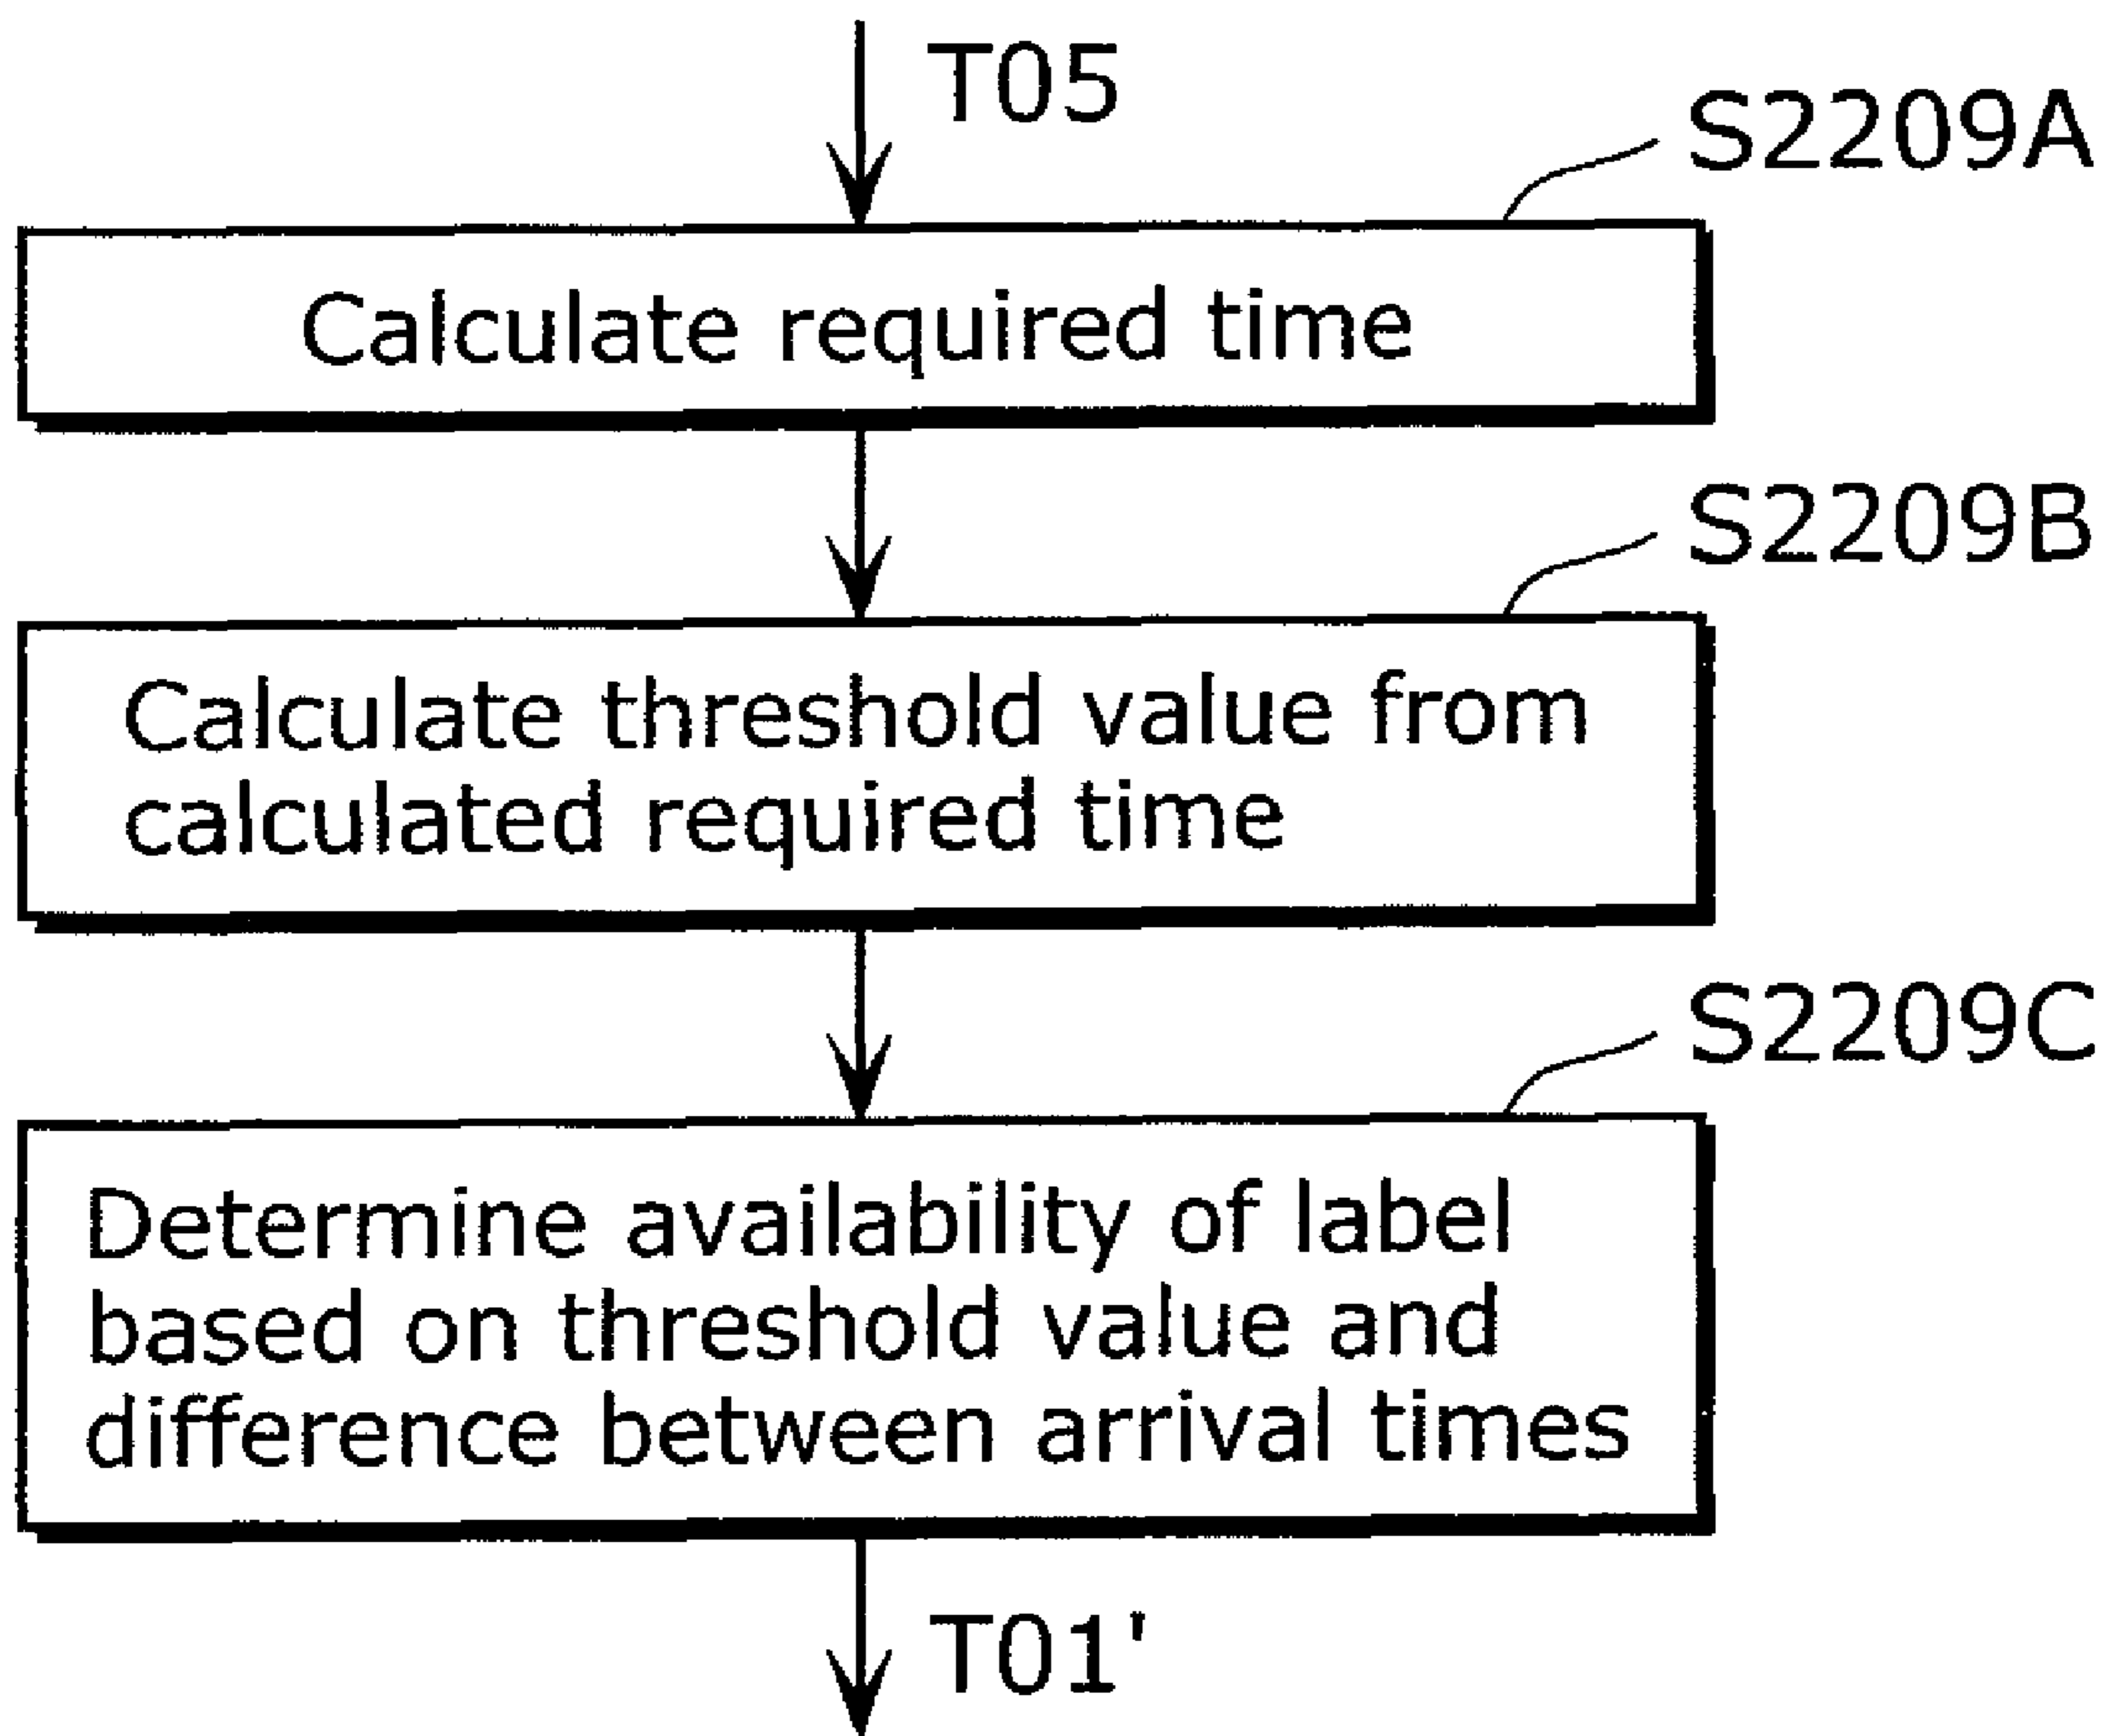 T05
S2209A
Calculate required time
S2209B
Calculate threshold value from
calculated required time
S2209C
Determine availability of label
based on threshold value and
difference between arrival times
T01'